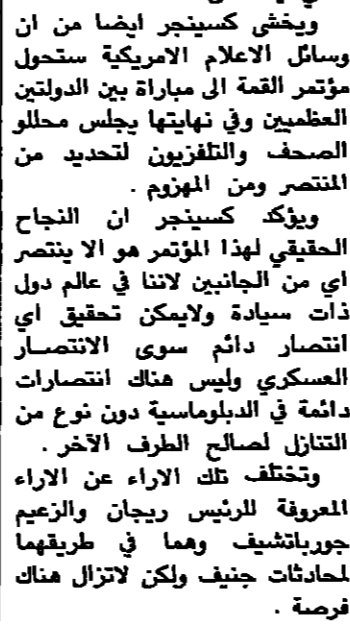 ويخشى كسينجر ايضا من ان
وسائل الاعلام الامريكية ستحول
مؤتمر القمة الى مباراة بين الدولتين
العظميين وفي نهايتها يجلس محللو
الصحف والتلفزيون لتحديد من
المنتصر ومن المهزوم .
ويؤكد كسينجر ان النجاح
الحقيقي لهذا المؤتمر هو الا ينتصر
اي من الجانبين لاننا في عالم دول
ذات سيادة ولايمكن تحقيق اي
انتصار دائم سوى الانتصار
العسكري وليس هناك انتصارات
دائمة في الدبلوماسية دون نوع من
التنازل لصالح الطرف الآخر .
وتختلف تلك الاراء عن الاراء
المعروفة للرئيس ريجان والزعيم
جورباتشيف وهما في طريقهما
لمحادثات جنيف ولكن لاتزال هناك
فرصة .